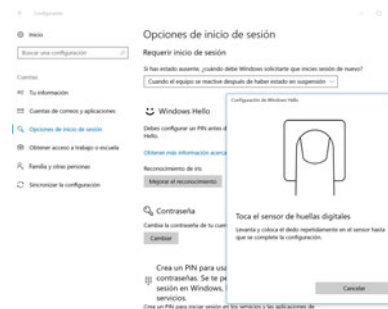 Configuración
Inicio
Buscar una configuración
Cuentas
Tu información
Cuentas de correos y aplicaciones
Opciones de inicio de sesión
Obtener acceso a trabajo o escuela
Familia y otras personas
Sincronizar la configuración
Opciones de inicio de sesión
Requerir inicio de sesión
Si has estado ausente, ¿cuándo debe Windows solicitarte que inicies sesión de nuevo?
Cuando el equipo se reactive después de haber estado en suspensión
Windows Hello
Debes configurar un PIN antes d
Hello.
Obtener más información acerca
Reconocimiento de iris
Mejorar el reconocimiento
Contraseña
Cambia la contraseña de tu cuen
Cambiar
Crea un PIN para usa
contraseñas. Se te pe
sesión en Windows,
servicios.
Crea un PIN para iniciar sesión en los servicios y las aplicaciones de
Configuración de Windows Hello
Toca el sensor de huellas digitales
Levanta y coloca el dedo repetidamente en el sensor hasta
que se complete la configuración.
Cancelar